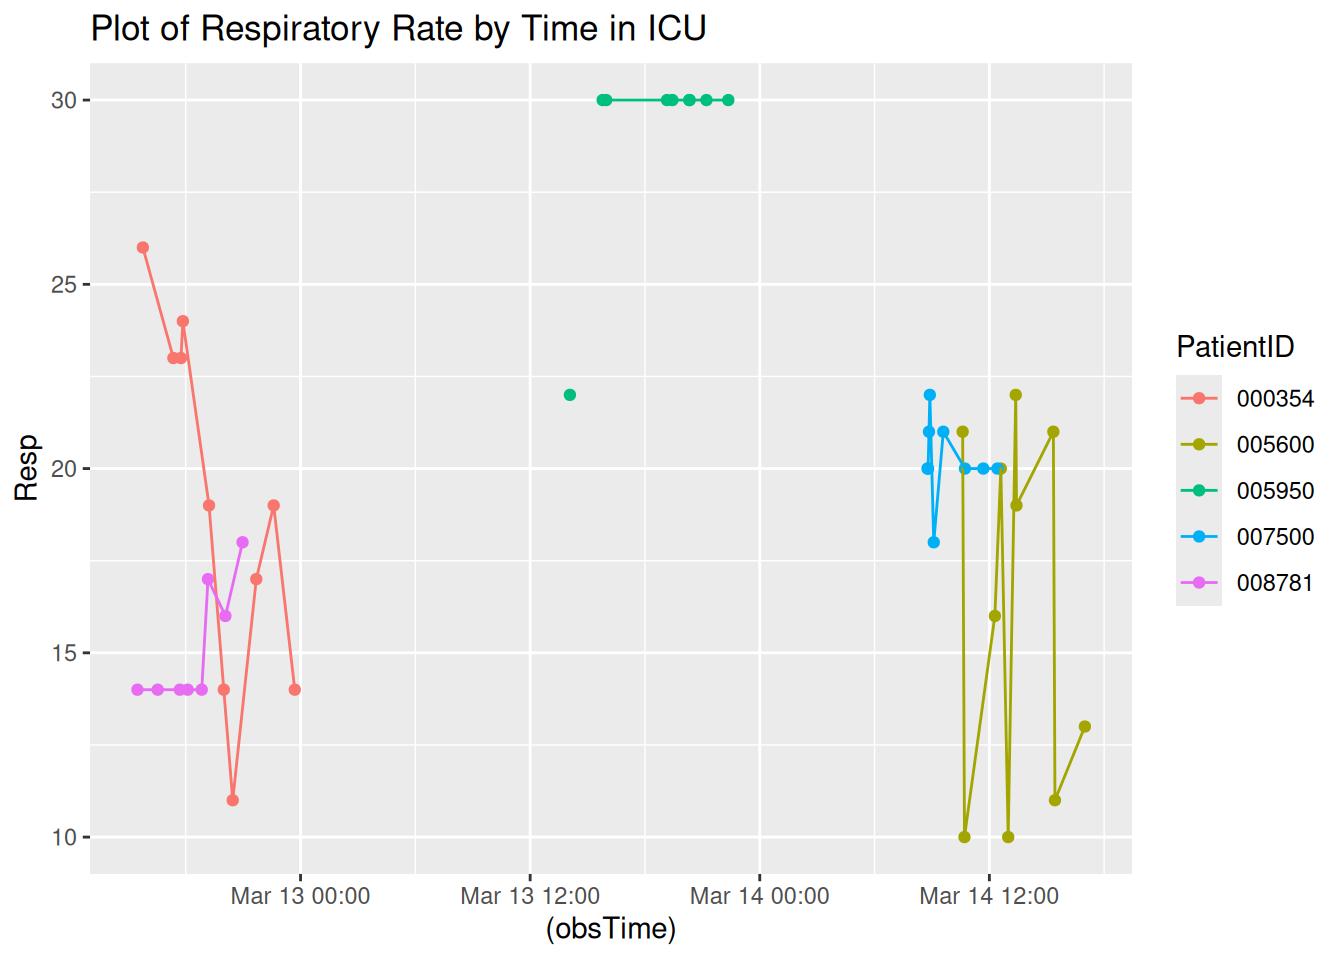 Plot of Respiratory Rate by Time in ICU
30
25
20
15
10
Resp
Mar 13 00:00
Mar 13 12:00
Mar 14 00:00
Mar 14 12:00
(obsTime)
PatientID
000354
005600
005950
007500
008781